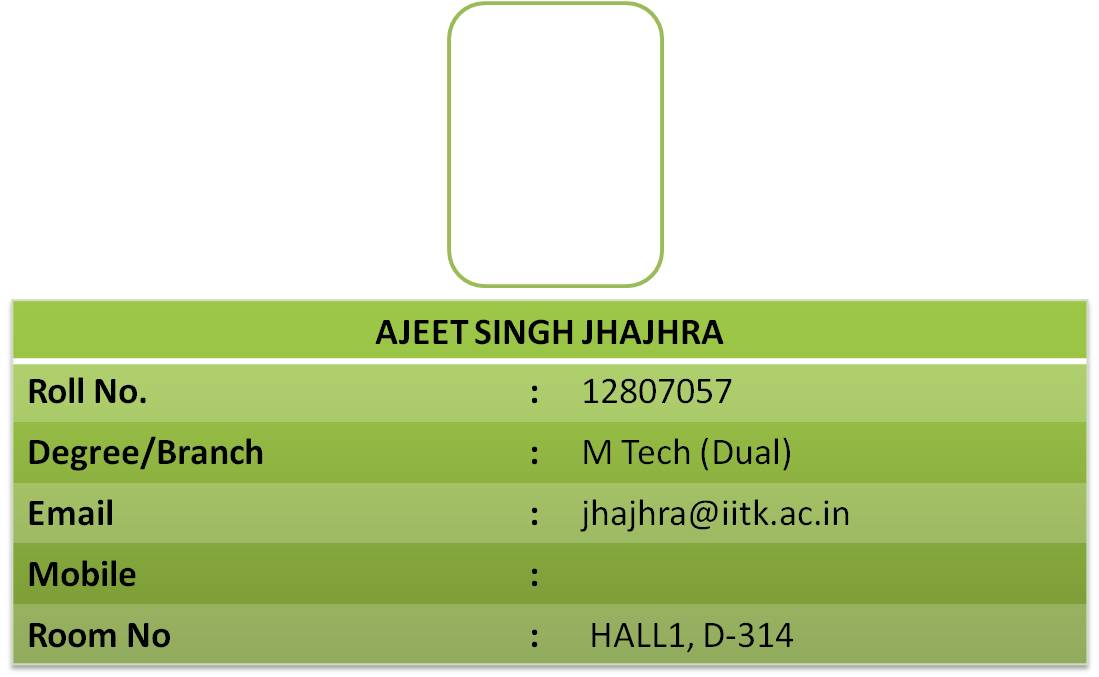 AJEET SINGH JHAJHRA
Roll No. : 12807057
Degree/Branch : M Tech (Dual)
Email : jhajhra@iitk.ac.in
Mobile :
Room No : HALL1, D-314